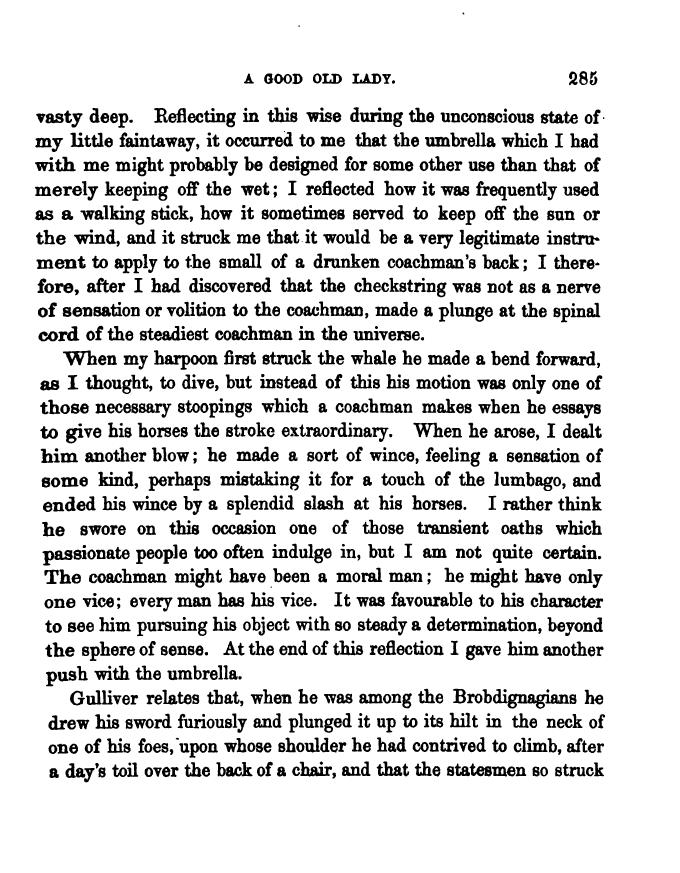 A GOOD OLD LADY. 285
vasty deep. Reflecting in this wise during the unconscious state of
my little faintaway, it occurred to me that the umbrella which I had
with me might probably be designed for some other use than that of
merely keeping off the wet; I reflected how it was frequently used
as a walking stick, how it sometimes served to keep off the sun or
the wind, and it struck me that it would be a very legitimate instru-
ment to apply to the small of a drunken coachman's back; I there-
fore, after I had discovered that the checkstring was not as a nerve
of sensation or volition to the coachman, made a plunge at the spinal
cord of the steadiest coachman in the universe.
When my harpoon first struck the whale he made a bend forward,
as I thought, to dive, but instead of this his motion was only one of
those necessary stoopings which a coachman makes when he essays
to give his horses the stroke extraordinary. When he arose, I dealt
him another blow; he made a sort of wince, feeling a sensation of
some kind, perhaps mistaking it for a touch of the lumbago, and
ended his wince by a splendid slash at his horses. I rather think
he swore on this occasion one of those transient oaths which
passionate people too often indulge in, but I am not quite certain.
The coachman might have been a moral man; he might have only
one vice; every man has his vice. It was favourable to his character
to see him pursuing his object with so steady a determination, beyond
the sphere of sense. At the end of this reflection I gave him another
push with the umbrella.
Gulliver relates that, when he was among the Brobdignagians he
drew his sword furiously and plunged it up to its hilt in the neck of
one of his foes, upon whose shoulder he had contrived to climb, after
a day's toil over the back of a chair, and that the statesmen so struck